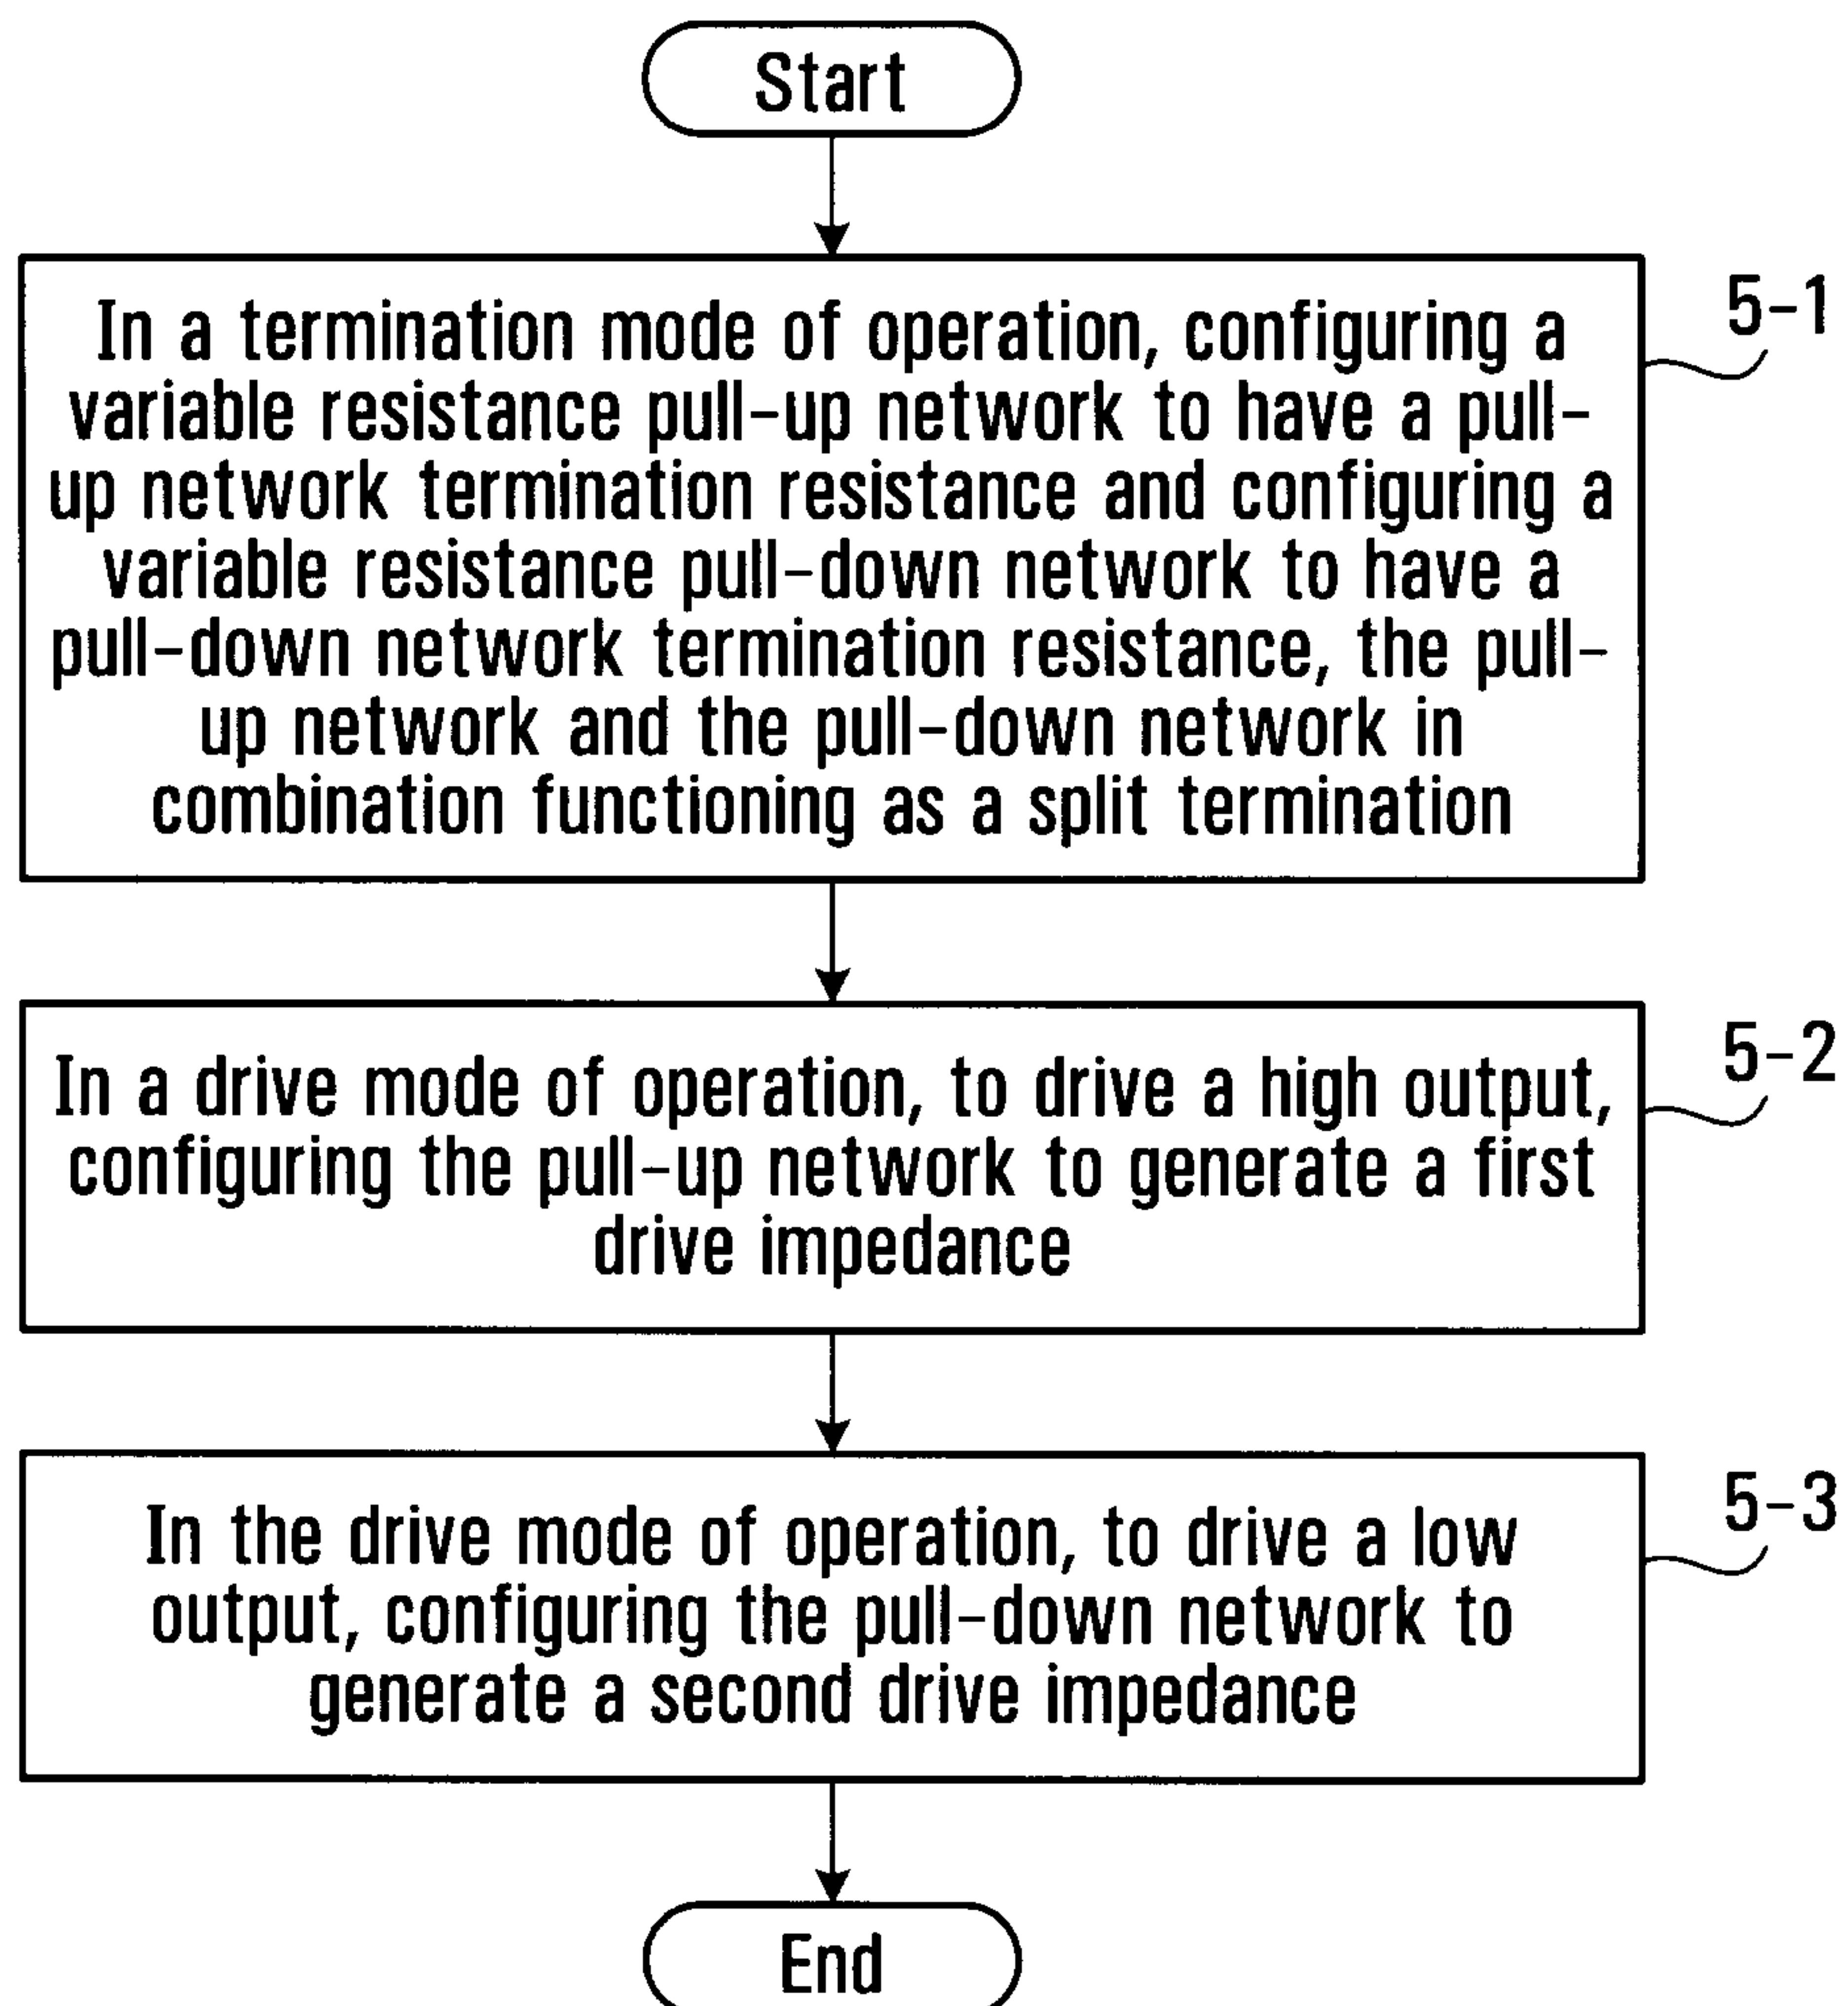 Start
In a termination mode of operation, configuring a
variable resistance pull-up network to have a pull-
up network termination resistance and configuring a
variable resistance pull-down network to have a
pull-down network termination resistance, the pull-
up network and the pull-down network in
combination functioning as a split termination
5-1
In a drive mode of operation, to drive a high output,
configuring the pull-up network to generate a first
drive impedance
5-2
In the drive mode of operation, to drive a low
output, configuring the pull-down network to
generate a second drive impedance
5-3
End